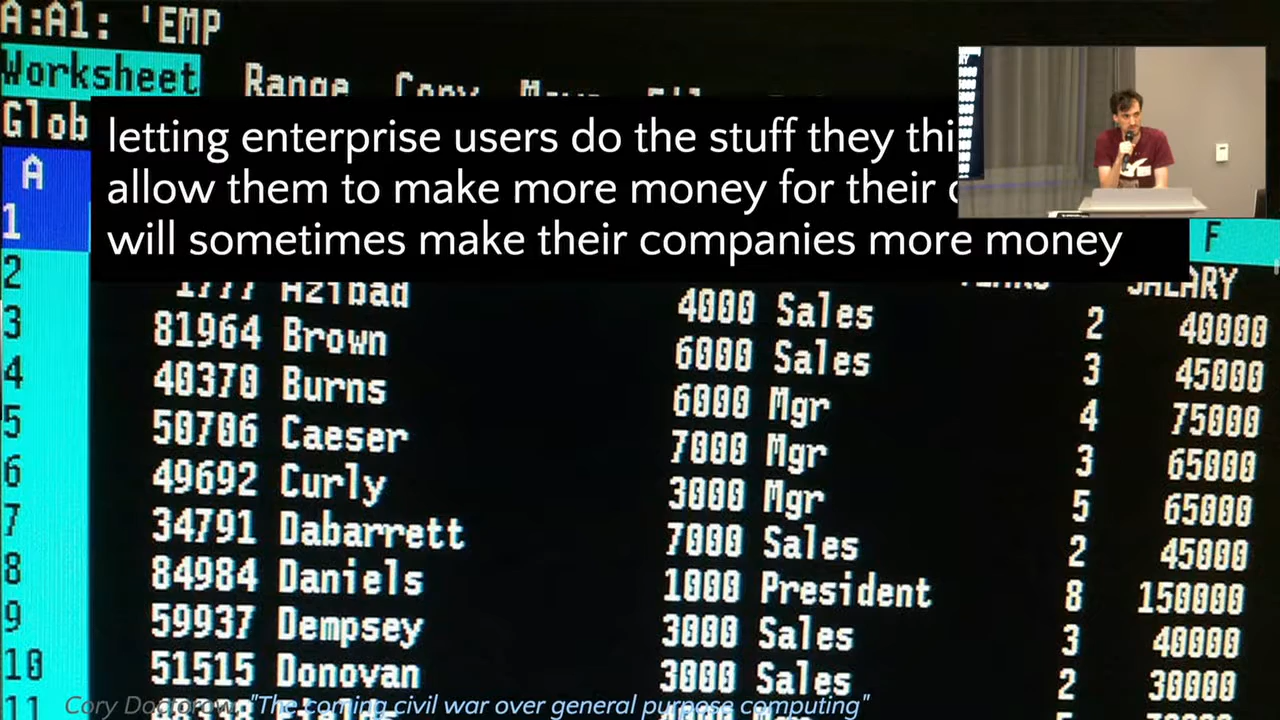 A:A1: 'EMP
Worksheet Range Copy
Glob
letting enterprise users do the stuff they
allow them to make more money for their
will sometimes make their companies more money
A F
1 SALARY
2 1777 Azibad 4000 Sales 2 40000
3 81964 Brown 6000 Sales 3 45000
4 40370 Burns 6000 Mgr 4 75000
5 50706 Caeser 7000 Mgr 3 65000
6 49692 Curly 3000 Mgr 5 65000
7 34791 Dabarrett 7000 Sales 2 45000
8 84984 Daniels 1000 President 8 150000
9 59937 Dempsey 3000 Sales 3 40000
10 51515 Donovan 3000 Sales 2 30000
11
Cory Doctorow, "The coming civil war over general purpose computing"